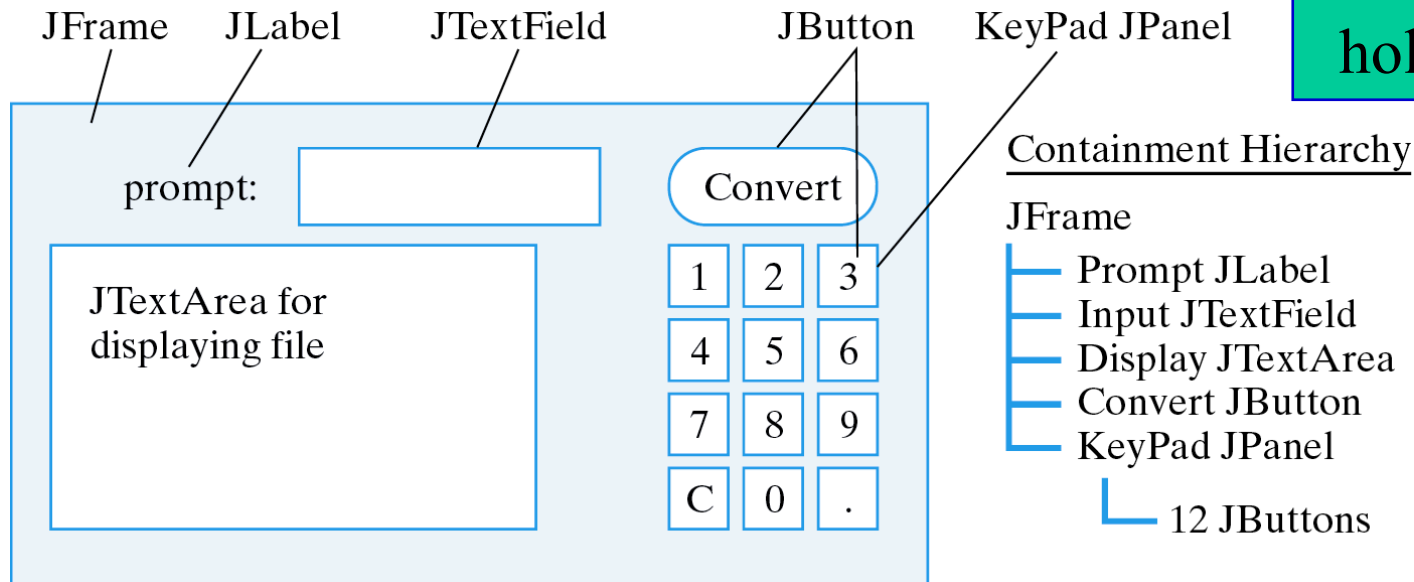 JFrame JLabel JTextField JButton KeyPad JPanel
prompt:
Convert
JTextArea for
displaying file
1 2 3
4 5 6
7 8 9
C 0 .
Containment Hierarchy
JFrame
Prompt JLabel
Input JTextField
Display JTextArea
Convert JButton
KeyPad JPanel
12 JButtons